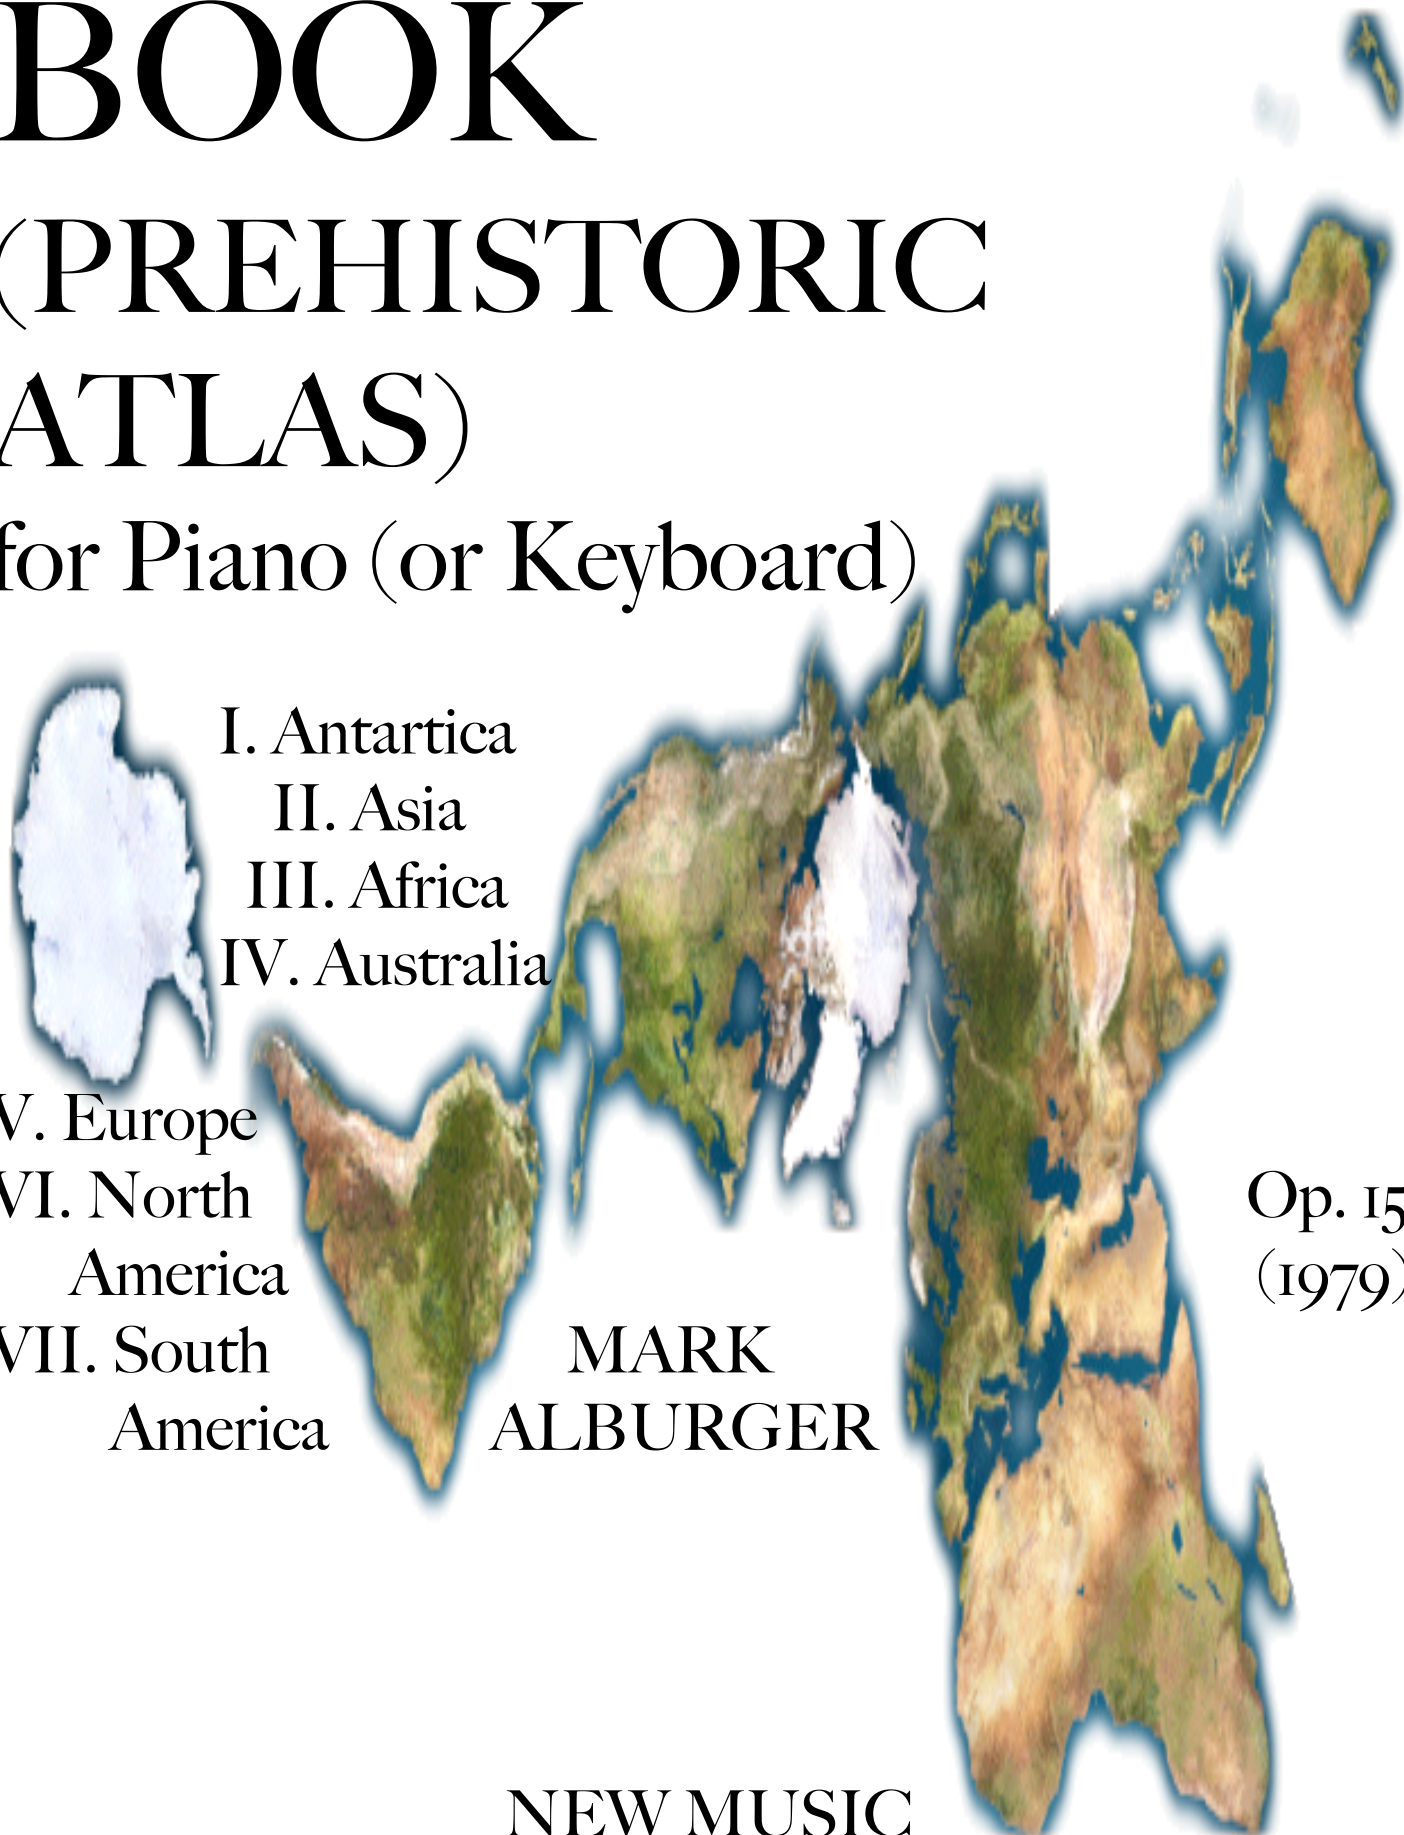 BOOK
(PREHISTORIC
ATLAS)
for Piano (or Keyboard)
I. Antartica
II. Asia
III. Africa
IV. Australia
V. Europe
VI. North
America
VII. South
America
MARK
ALBURGER
Op. 15
(1979)
NEW MUSIC